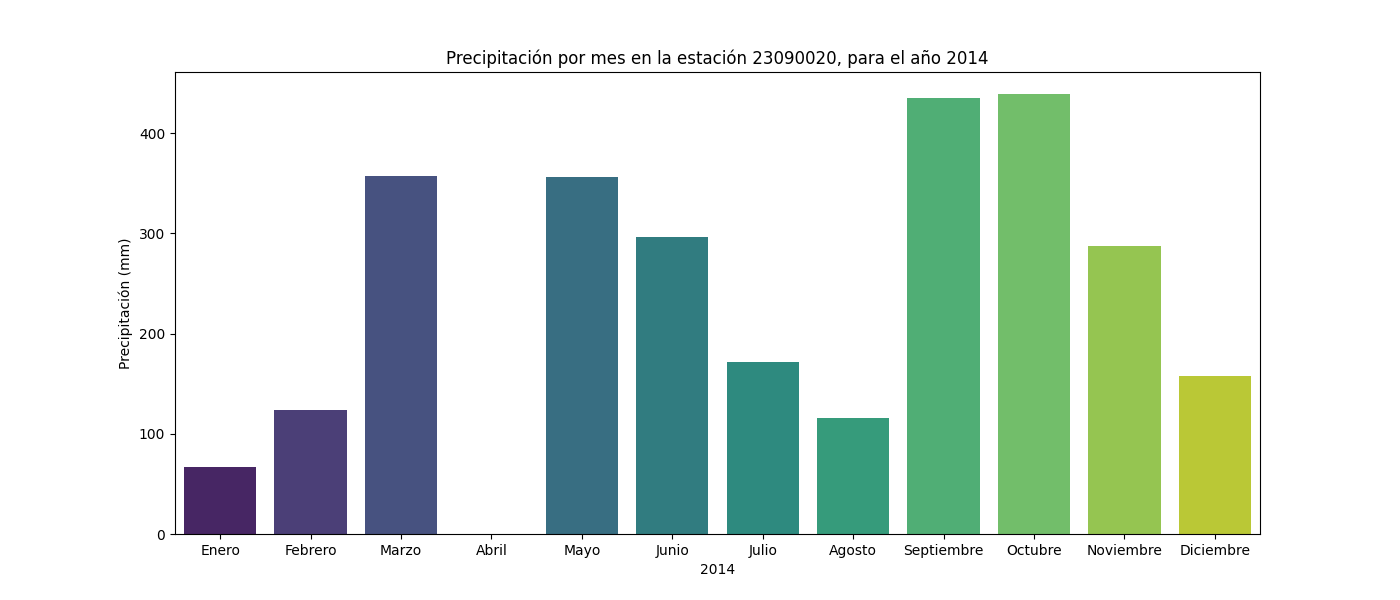 Precipitación por mes en la estación 23090020, para el año 2014
Precipitación (mm)
400
300
200
100
0
Enero Febrero Marzo Abril Mayo Junio Julio Agosto Septiembre Octubre Noviembre Diciembre
2014